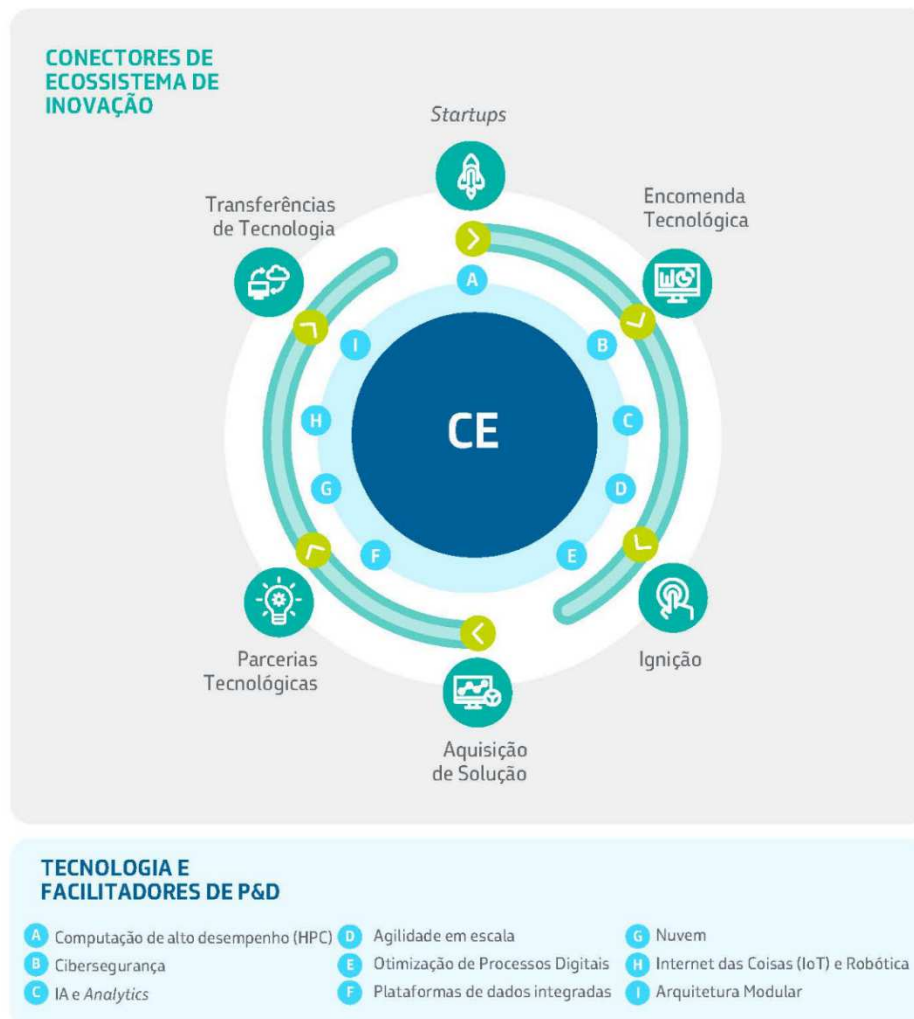 CONECTORES DE
ECOSSISTEMA DE
INOVAÇÃO
Startups
Encomenda
Tecnológica
Transferências
de Tecnologia
A
B
C
D
E
F
G
H
I
CE
Ignição
Parcerias
Tecnológicas
Aquisição
de Solução
TECNOLOGIA E
FACILITADORES DE P&D
A Computação de alto desempenho (HPC)
B Cibersegurança
C IA e Analytics
D Agilidade em escala
E Otimização de Processos Digitais
F Plataformas de dados integradas
G Nuvem
H Internet das Coisas (IoT) e Robótica
I Arquitetura Modular